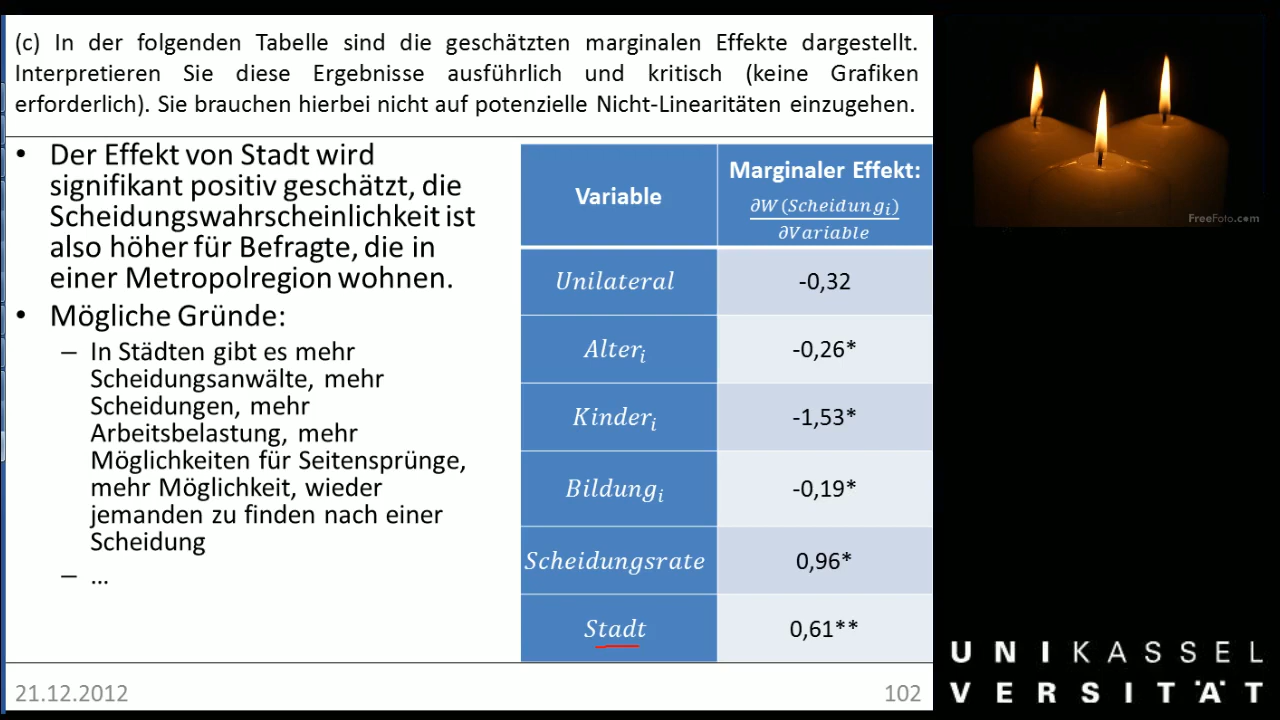 (c) In der folgenden Tabelle sind die geschätzten marginalen Effekte dargestellt.
Interpretieren Sie diese Ergebnisse ausführlich und kritisch (keine Grafiken
erforderlich). Sie brauchen hierbei nicht auf potenzielle Nicht-Linearitäten einzugehen.
• Der Effekt von Stadt wird
signifikant positiv geschätzt, die
Scheidungswahrscheinlichkeit ist
also höher für Befragte, die in
einer Metropolregion wohnen.
• Mögliche Gründe:
– In Städten gibt es mehr
Scheidungsanwälte, mehr
Scheidungen, mehr
Arbeitsbelastung, mehr
Möglichkeiten für Seitensprünge,
mehr Möglichkeit, wieder
jemanden zu finden nach einer
Scheidung
– ...
Variable
Marginaler Effekt:
∂W(Scheidungᵢ)
∂Variable
Unilateral -0,32
Alterᵢ -0,26*
Kinderᵢ -1,53*
Bildungᵢ -0,19*
Scheidungsrate 0,96*
Stadt 0,61**
21.12.2012 102
FreeFoto.com
UNIKASSEL
VERSITÄT